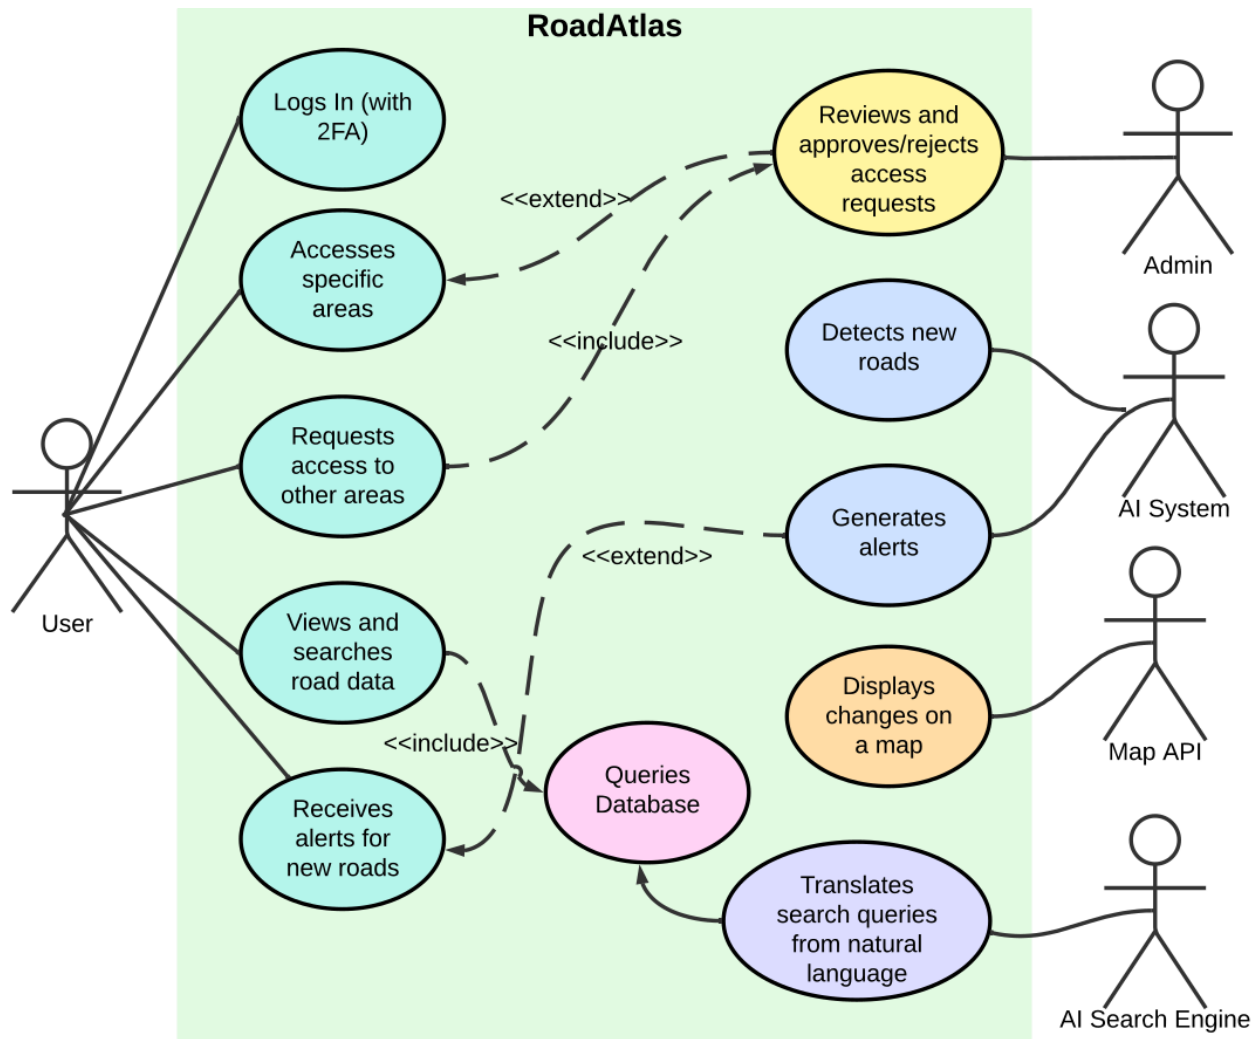 RoadAtlas
Logs In (with
2FA)
Reviews and
approves/rejects
access
requests
<<extend>>
Accesses
specific
areas
Admin
<<include>>
Detects new
roads
Requests
access to
other areas
AI System
Generates
alerts
<<extend>>
User
Views and
searches
road data
Displays
changes on
a map
Map API
<<include>>
Queries
Database
Receives
alerts for
new roads
Translates
search queries
from natural
language
AI Search Engine